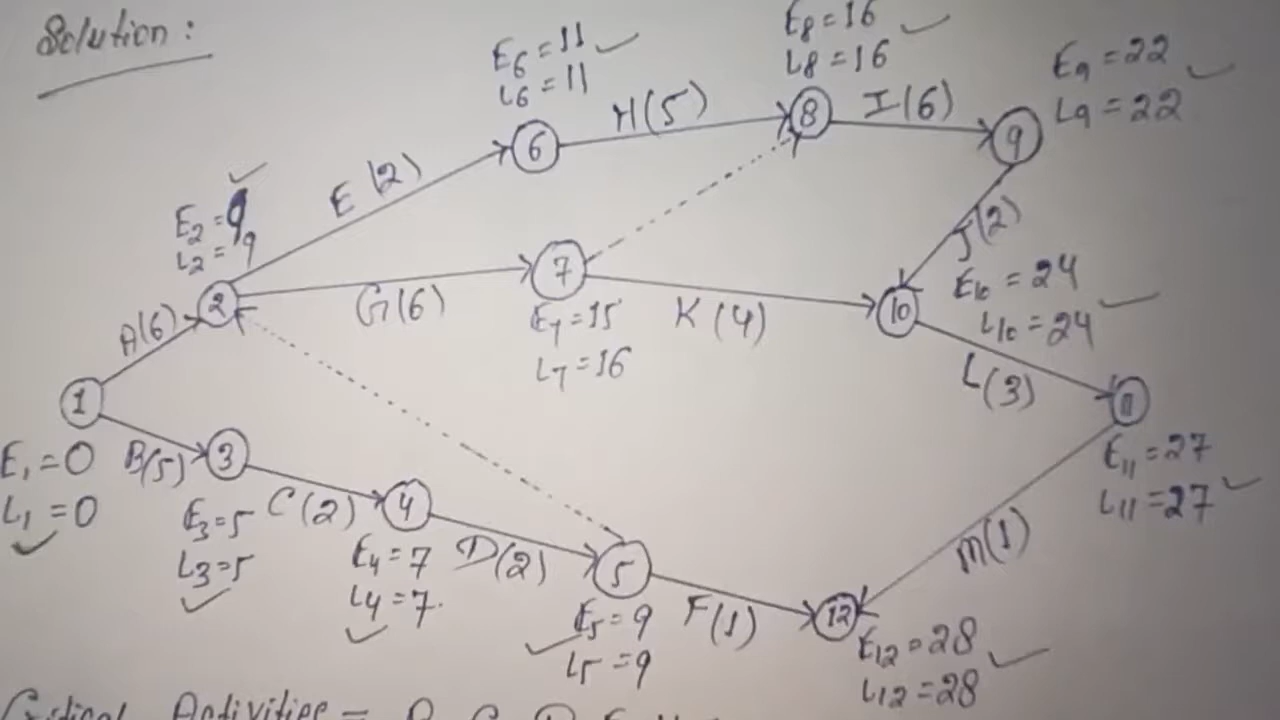 Solution :
E8 = 16
L8 = 16
E6 = 11
L6 = 11
E9 = 22
L9 = 22
H(5)
8
I(6)
9
6
E(2)
E2 = 9
L2 = 9
J(2)
7
2
G(6)
E7 = 15
L7 = 16
K(4)
10
E10 = 24
L10 = 24
A(6)
1
L(3)
11
E1 = 0
L1 = 0
B(5)
3
C(2)
E3 = 5
L3 = 5
4
E4 = 7
L4 = 7.
D(2)
5
E5 = 9
L5 = 9
F(1)
12
M(1)
E11 = 27
L11 = 27
E12 = 28
L12 = 28
Critical Activities =